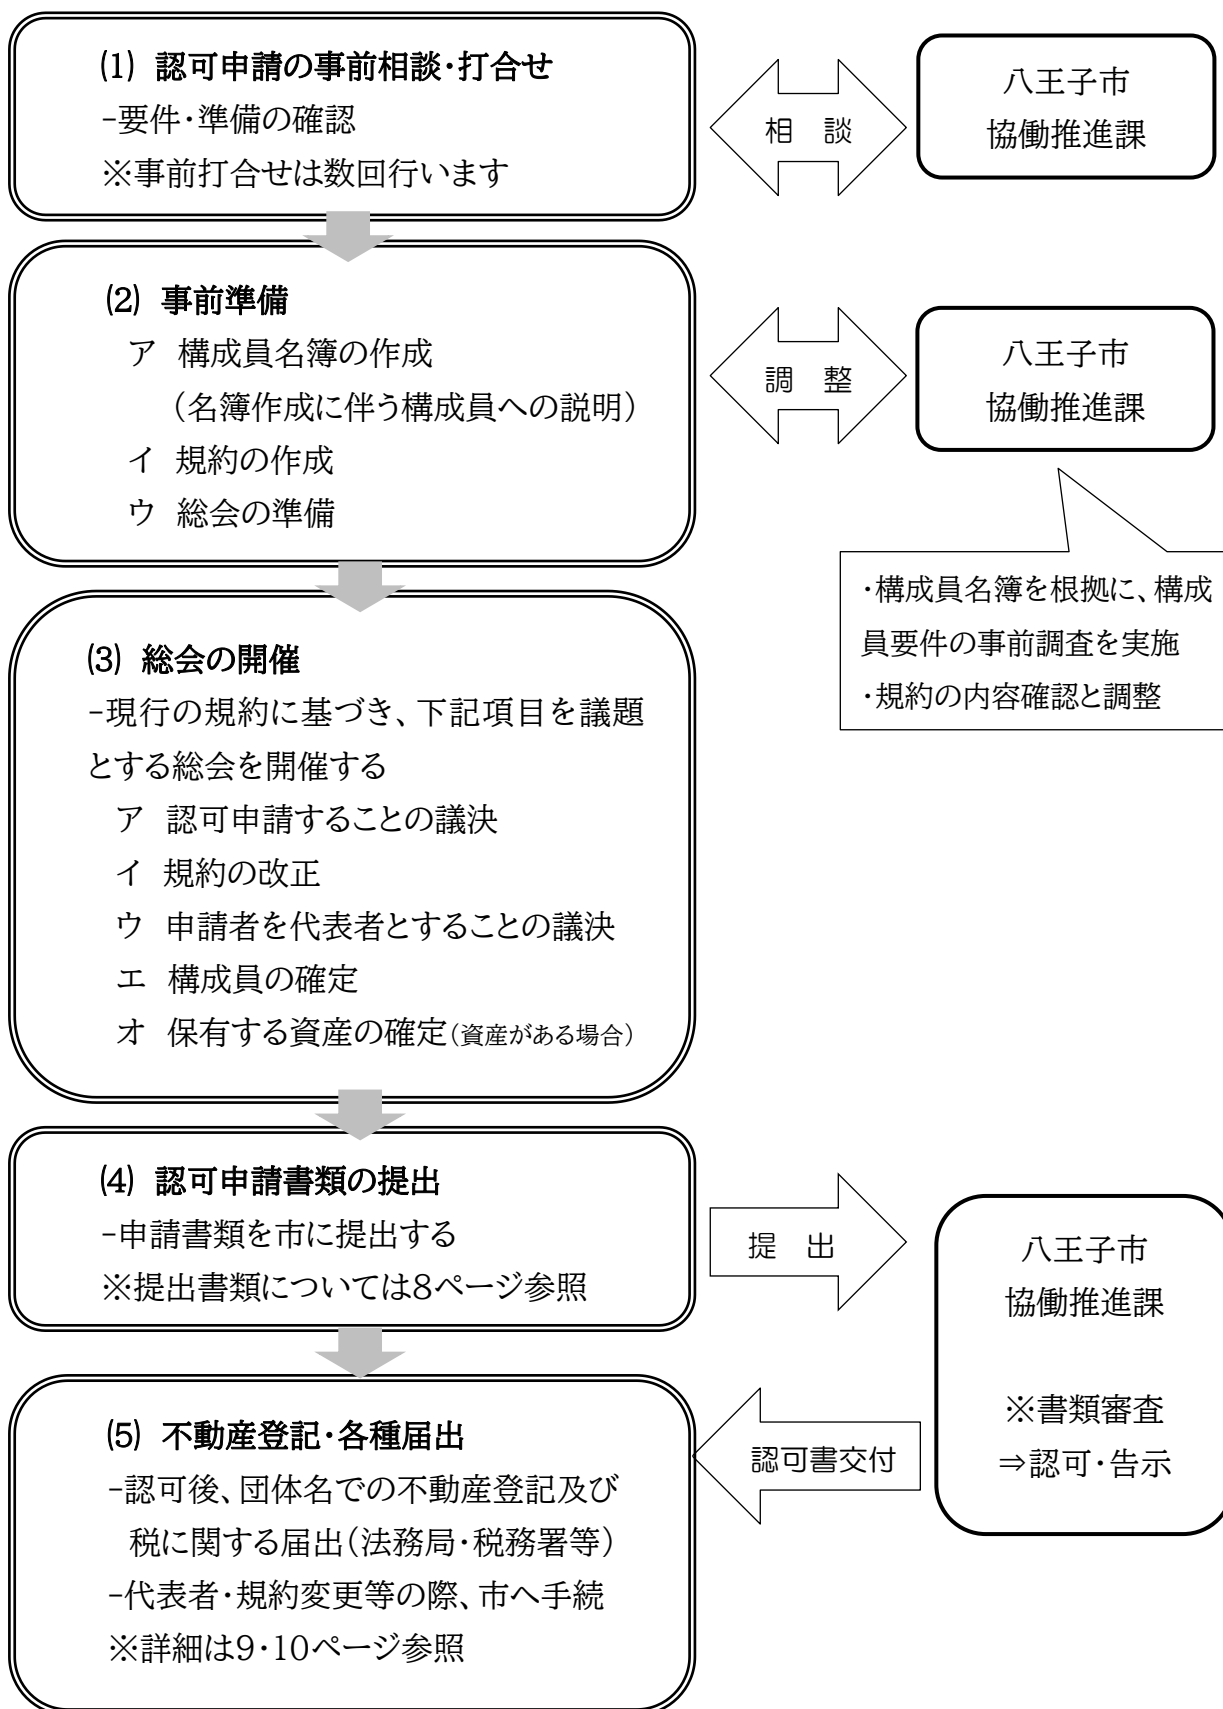 ⑴ 認可申請の事前相談・打合せ
-要件・準備の確認
※事前打合せは数回行います
相 談
八王子市
協働推進課
⑵ 事前準備
ア 構成員名簿の作成
（名簿作成に伴う構成員への説明）
イ 規約の作成
ウ 総会の準備
調 整
八王子市
協働推進課
・構成員名簿を根拠に、構成
員要件の事前調査を実施
・規約の内容確認と調整
⑶ 総会の開催
-現行の規約に基づき、下記項目を議題
とする総会を開催する
ア 認可申請することの議決
イ 規約の改正
ウ 申請者を代表者とすることの議決
エ 構成員の確定
オ 保有する資産の確定（資産がある場合）
⑷ 認可申請書類の提出
-申請書類を市に提出する
※提出書類については8ページ参照
提 出
八王子市
協働推進課
※書類審査
⇒認可・告示
認可書交付
⑸ 不動産登記・各種届出
-認可後、団体名での不動産登記及び
税に関する届出（法務局・税務署等）
-代表者・規約変更等の際、市へ手続
※詳細は9・10ページ参照